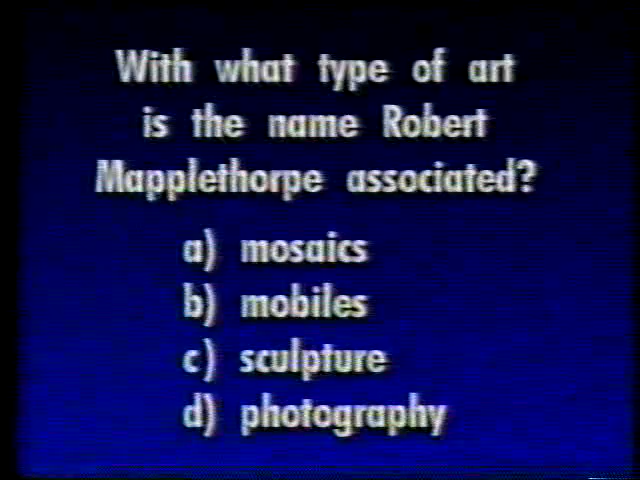 With what type of art
is the name Robert
Mapplethorpe associated?
a) mosaics
b) mobiles
c) sculpture
d) photography